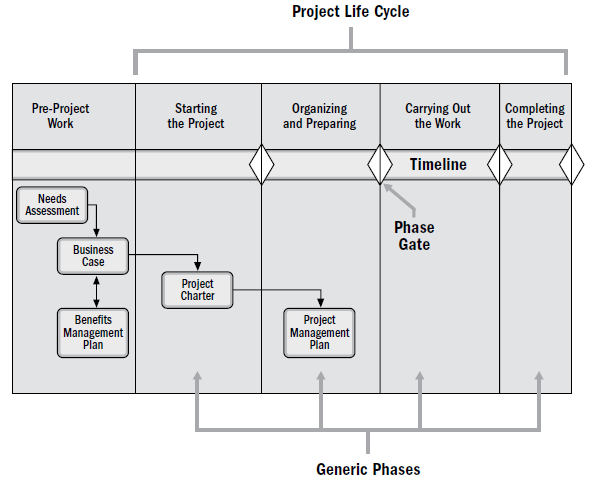 Project Life Cycle
Pre-Project
Work
Starting
the Project
Organizing
and Preparing
Carrying Out
the Work
Completing
the Project
Timeline
Needs
Assessment
Phase
Gate
Business
Case
Project
Charter
Benefits
Management
Plan
Project
Management
Plan
Generic Phases